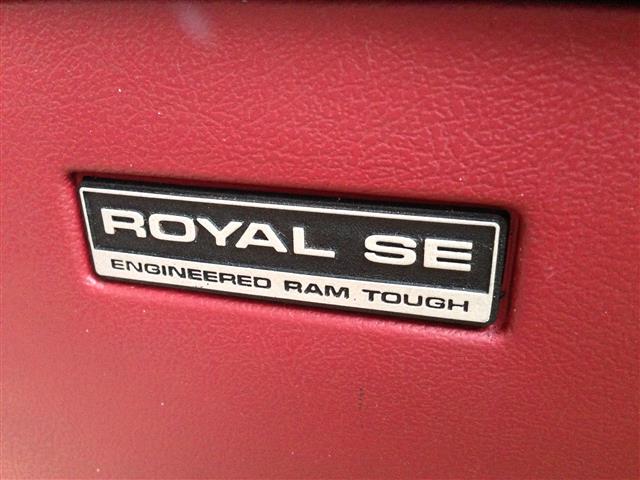 ROYAL SE
ENGINEERED RAM TOUGH